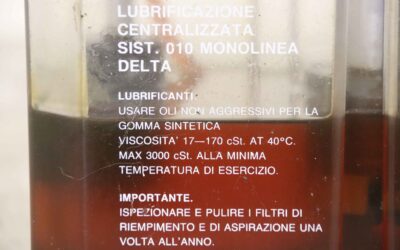 LUBRIFICAZIONE
CENTRALIZZATA
SIST. 010 MONOLINEA
DELTA
LUBRIFICANTI.
USARE OLI NON AGGRESSIVI PER LA
GOMMA SINTETICA
VISCOSITA' 17-170 cSt. AT 40°C.
MAX 3000 cSt. ALLA MINIMA
TEMPERATURA DI ESERCIZIO.
IMPORTANTE.
ISPEZIONARE E PULIRE I FILTRI DI
RIEMPIMENTO E DI ASPIRAZIONE UNA
VOLTA ALL'ANNO.